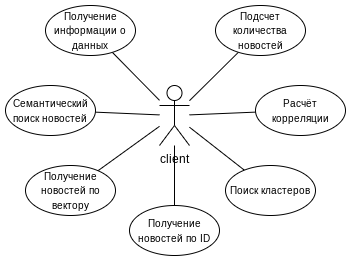 Получение
информации о
данных
Подсчет
количества
новостей
Семантический
поиск новостей
Расчёт
корреляции
client
Получение
новостей по
вектору
Поиск кластеров
Получение
новостей по ID